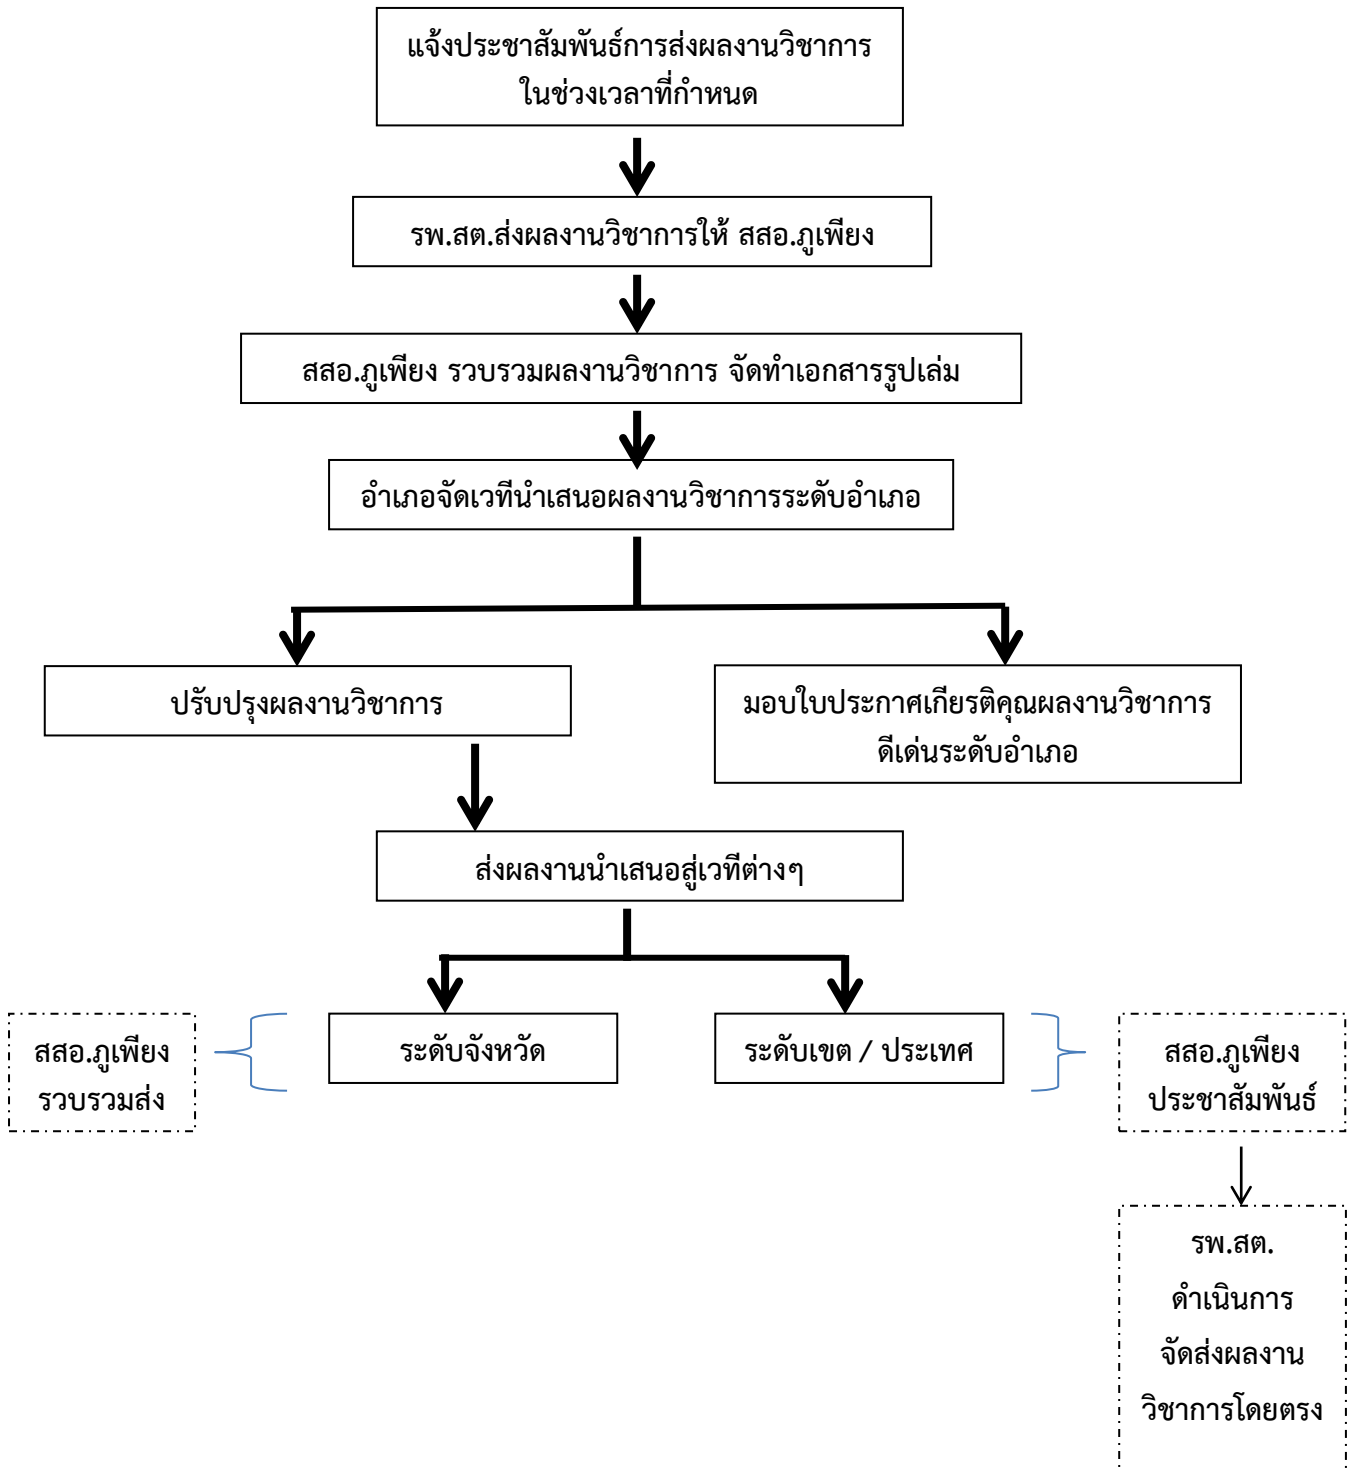 แจ้งประชาสัมพันธ์การส่งผลงานวิชาการ
ในช่วงเวลาที่กำหนด
รพ.สต.ส่งผลงานวิชาการให้ สสอ.ภูเพียง
สสอ.ภูเพียง รวบรวมผลงานวิชาการ จัดทำเอกสารรูปเล่ม
อำเภอจัดเวทีนำเสนอผลงานวิชาการระดับอำเภอ
ปรับปรุงผลงานวิชาการ
มอบใบประกาศเกียรติคุณผลงานวิชาการ
ดีเด่นระดับอำเภอ
ส่งผลงานนำเสนอสู่เวทีต่างๆ
สสอ.ภูเพียง
รวบรวมส่ง
ระดับจังหวัด
ระดับเขต / ประเทศ
สสอ.ภูเพียง
ประชาสัมพันธ์
รพ.สต.
ดำเนินการ
จัดส่งผลงาน
วิชาการโดยตรง